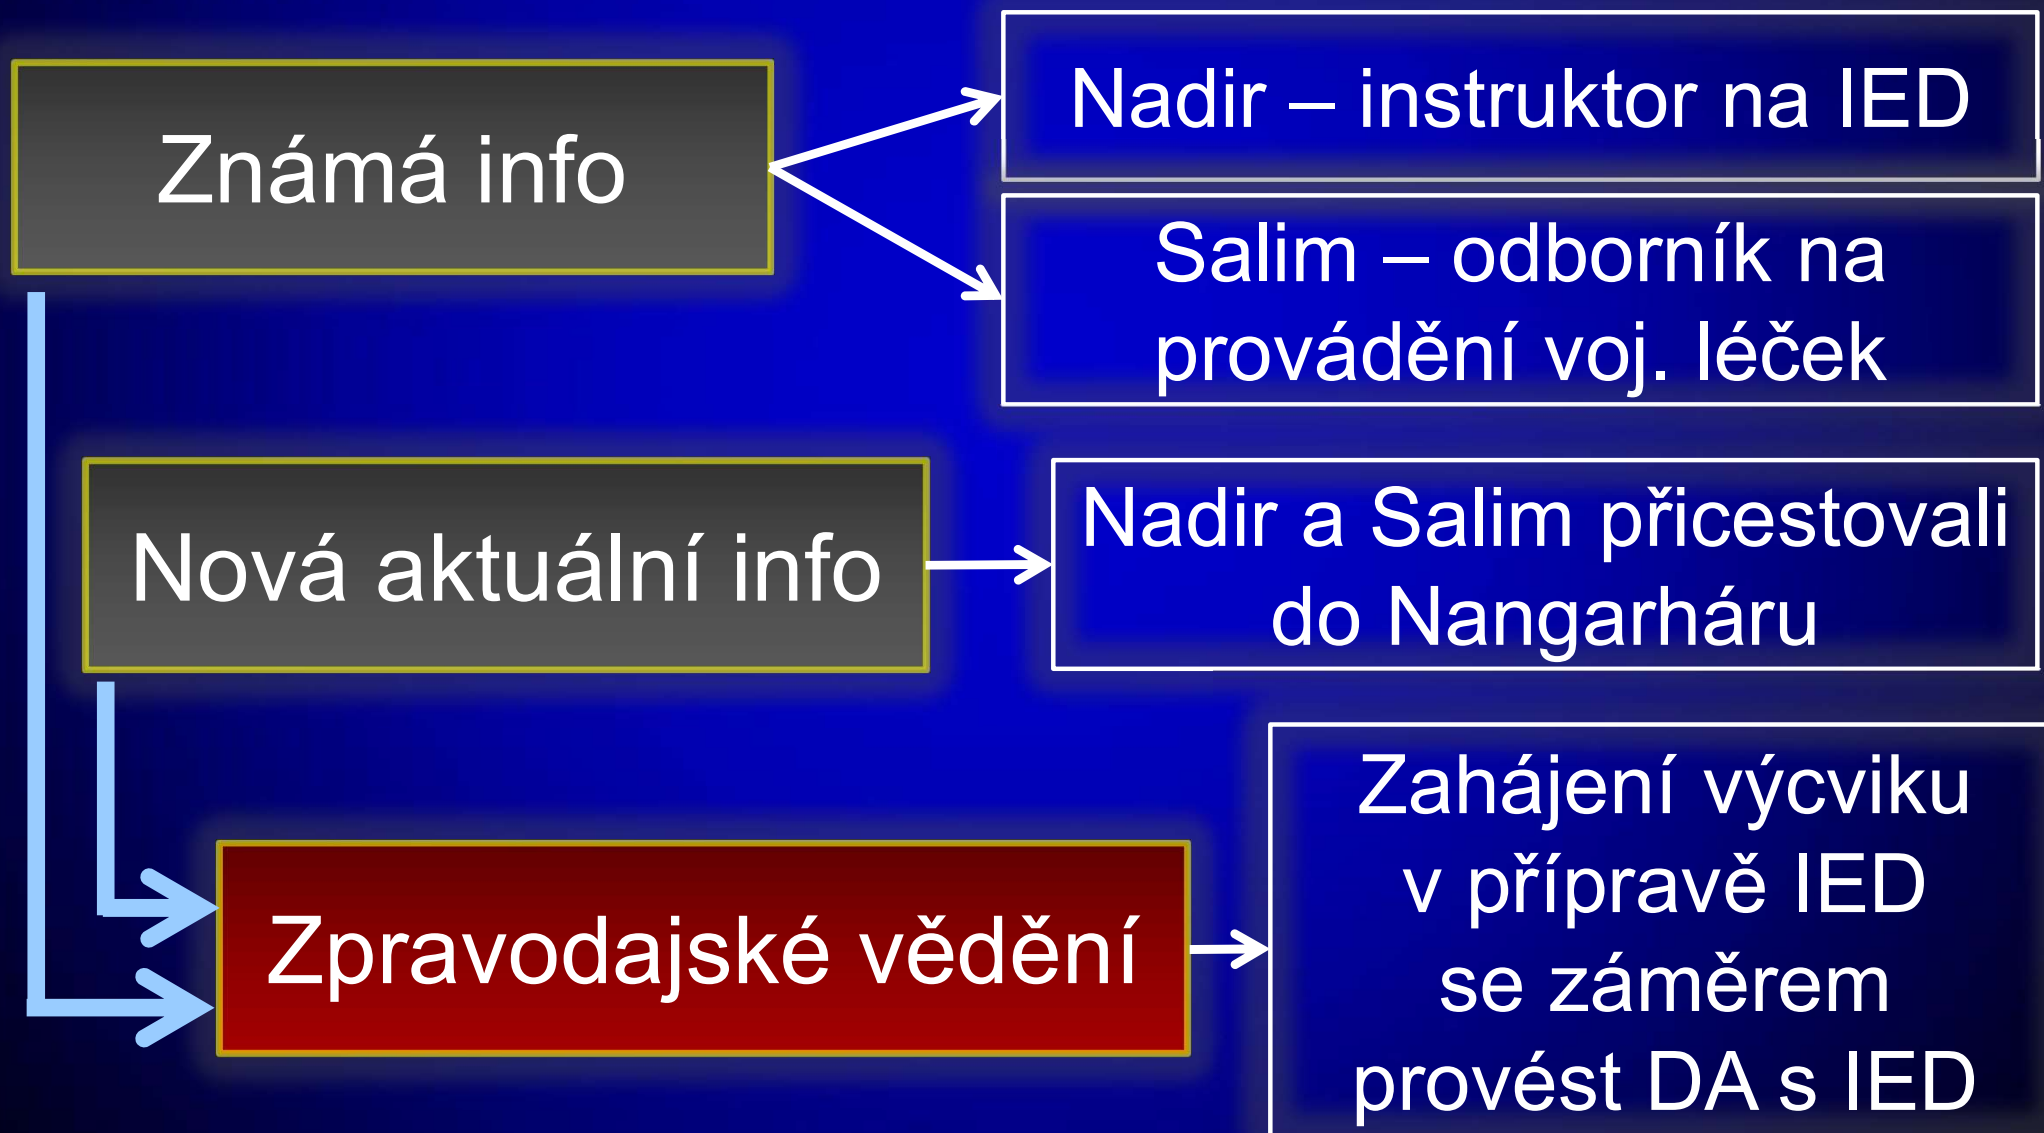 Známá info
Nadir – instruktor na IED
Salim – odborník na
provádění voj. léček
Nová aktuální info
Nadir a Salim přicestovali
do Nangarháru
Zpravodajské vědění
Zahájení výcviku
v přípravě IED
se záměrem
provést DA s IED